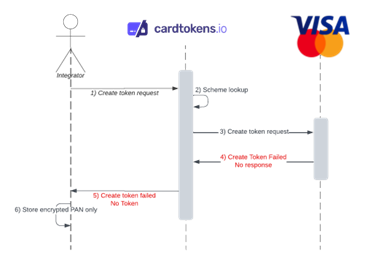 cardtokens.io
VISA
Integrator
1) Create token request
2) Scheme lookup
3) Create token request
4) Create Token Failed
No response
5) Create token failed
No Token
6) Store encrypted PAN only